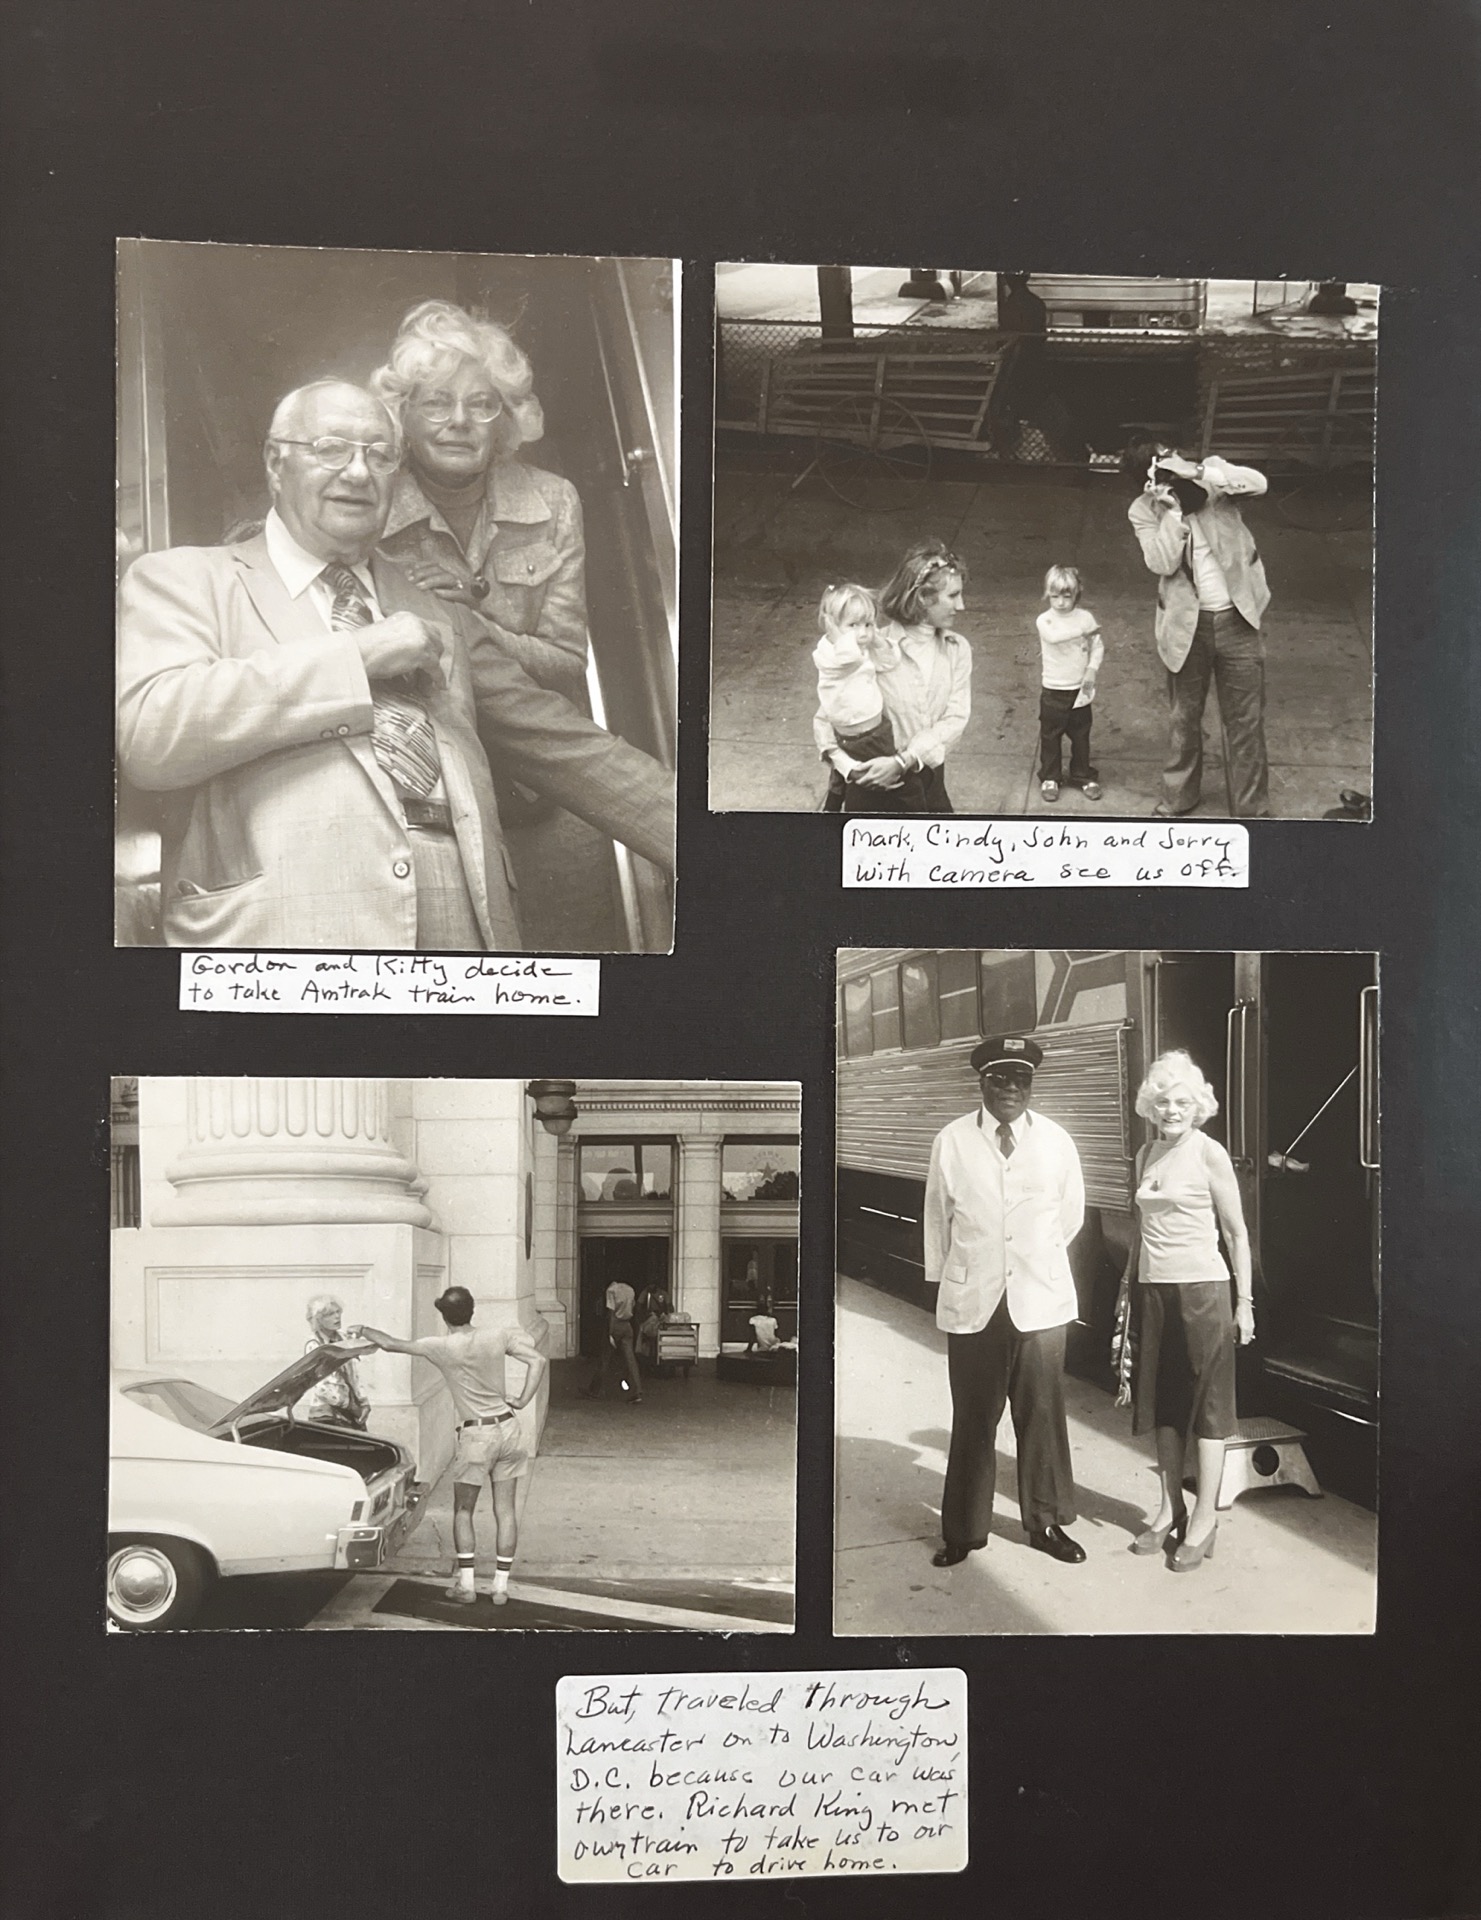 Mark, Cindy, John and Jerry
with camera see us off.
Gordon and Kitty decide
to take Amtrak train home.
But, traveled through
Lancaster on to Washington,
D.C. because our car was
there. Richard King met
our train to take us to our
car to drive home.